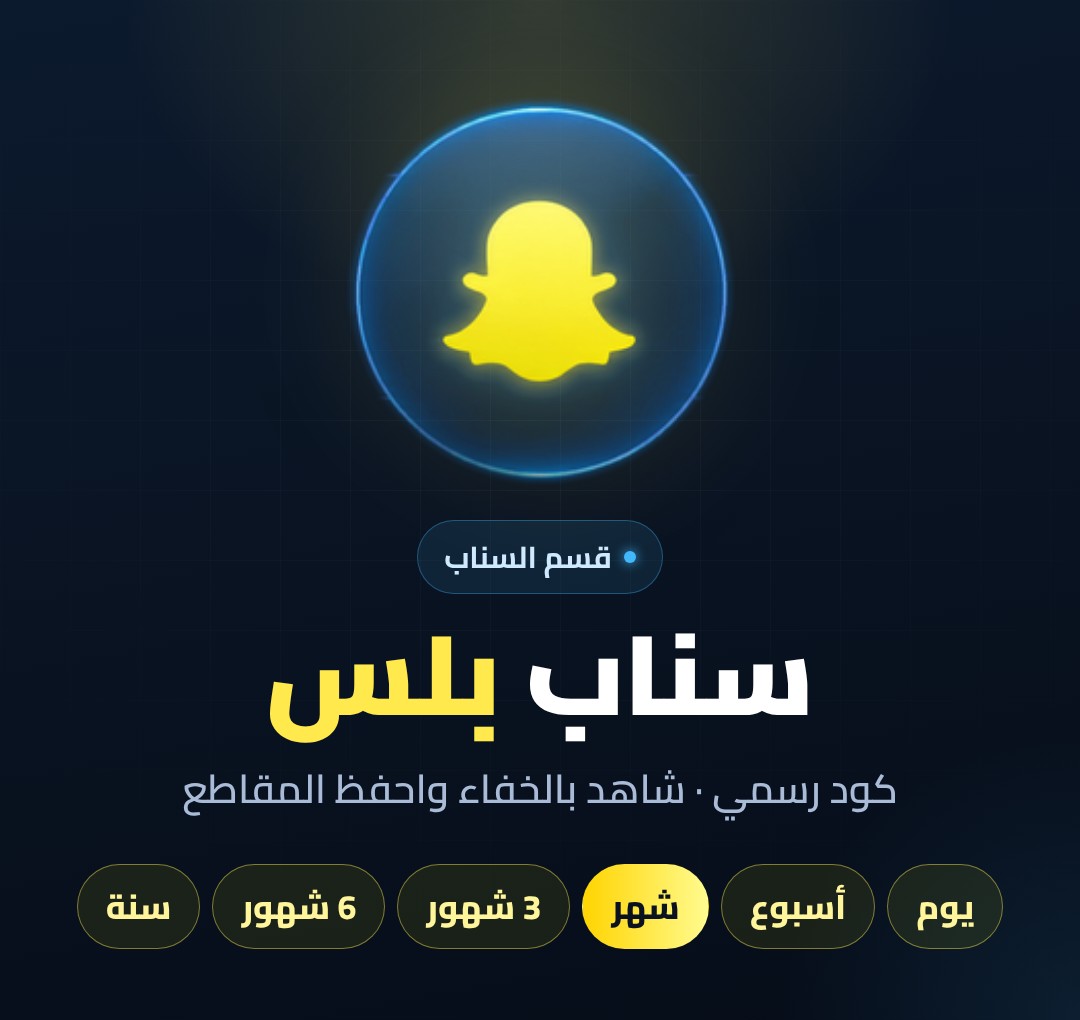 قسم السناب
سناب بلس
كود رسمي · شاهد بالخفاء واحفظ المقاطع
يوم أسبوع شهر 3 شهور 6 شهور سنة